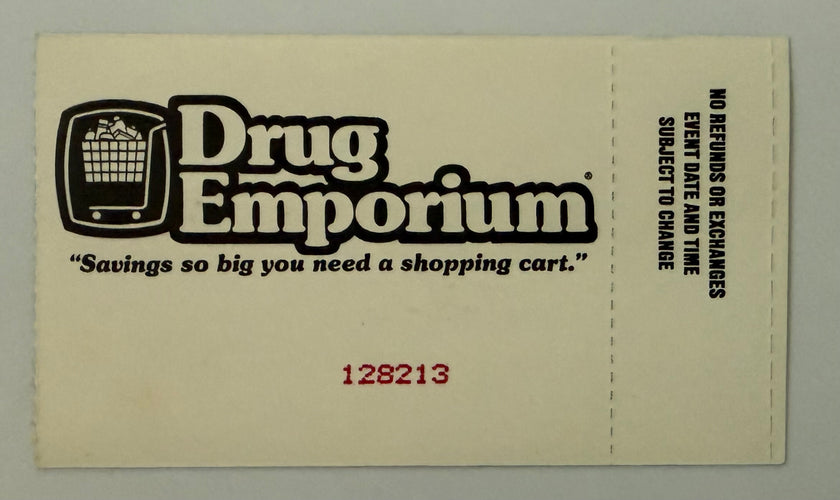 Drug
Emporium®
“Savings so big you need a shopping cart.”
128213
NO REFUNDS OR EXCHANGES
EVENT DATE AND TIME
SUBJECT TO CHANGE